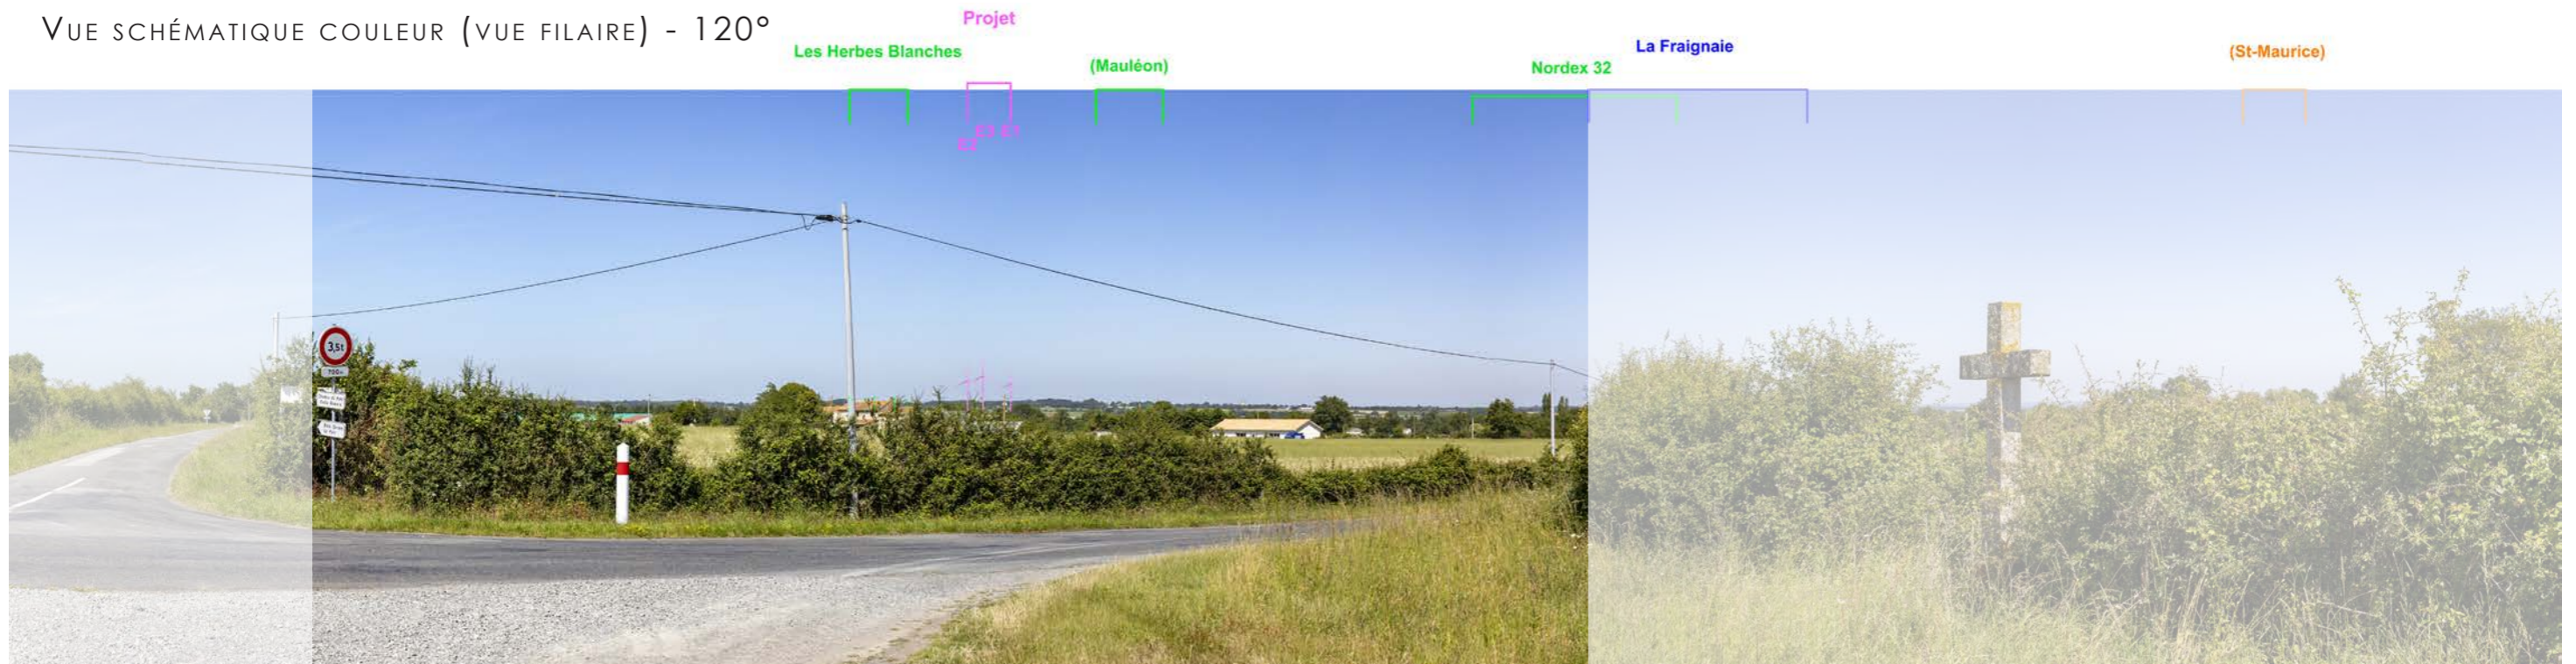 VUE SCHÉMATIQUE COULEUR (VUE FILAIRE) - 120°
Projet
Les Herbes Blanches
(Mauléon)
Nordex 32
La Fraignaie
(St-Maurice)
E3 E1
E2
3,5t